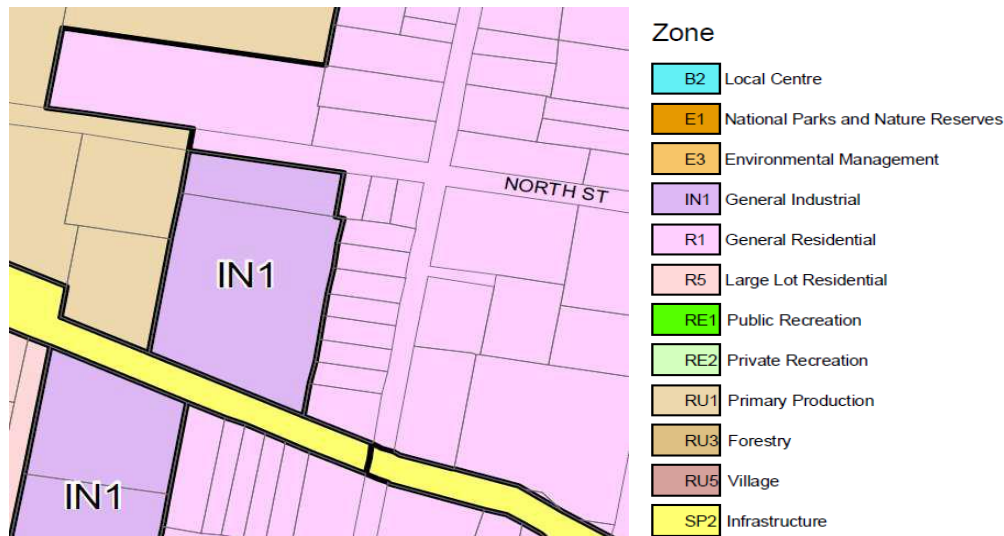 NORTH ST
IN1
IN1
Zone
B2 Local Centre
E1 National Parks and Nature Reserves
E3 Environmental Management
IN1 General Industrial
R1 General Residential
R5 Large Lot Residential
RE1 Public Recreation
RE2 Private Recreation
RU1 Primary Production
RU3 Forestry
RU5 Village
SP2 Infrastructure